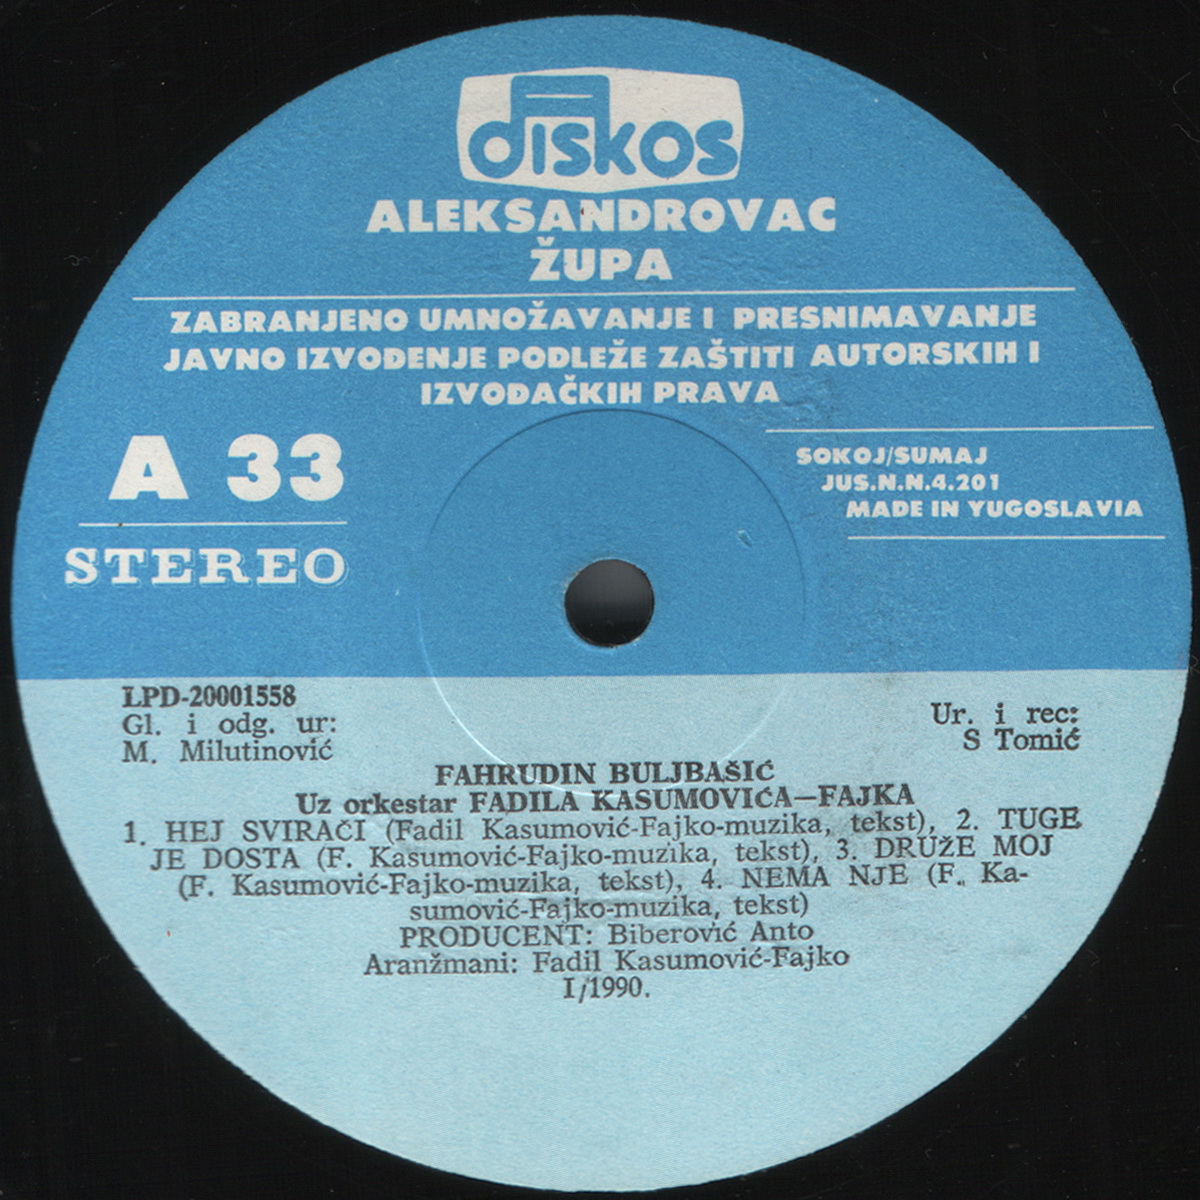 diskos
ALEKSANDROVAC
ŽUPA
ZABRANJENO UMNOŽAVANJE I PRESNIMAVANJE
JAVNO IZVOĐENJE PODLEŽE ZAŠTITI AUTORSKIH I
IZVOĐAČKIH PRAVA
A 33
STEREO
SOKOJ/SUMAJ
JUS.N.N.4.201
MADE IN YUGOSLAVIA
LPD-20001558
Gl. i odg. ur:
M. Milutinović
Ur. i rec:
S Tomić
FAHRUDIN BULJBAŠIĆ
Uz orkestar FADILA KASUMOVIĆA—FAJKA
1. HEJ SVIRAČI (Fadil Kasumović-Fajko-muzika, tekst), 2. TUGE
JE DOSTA (F. Kasumović-Fajko-muzika, tekst), 3. DRUŽE MOJ
(F. Kasumović-Fajko-muzika, tekst), 4. NEMA NJE (F. Ka-
sumović-Fajko-muzika, tekst)
PRODUCENT: Biberović Anto
Aranžmani: Fadil Kasumović-Fajko
I/1990.